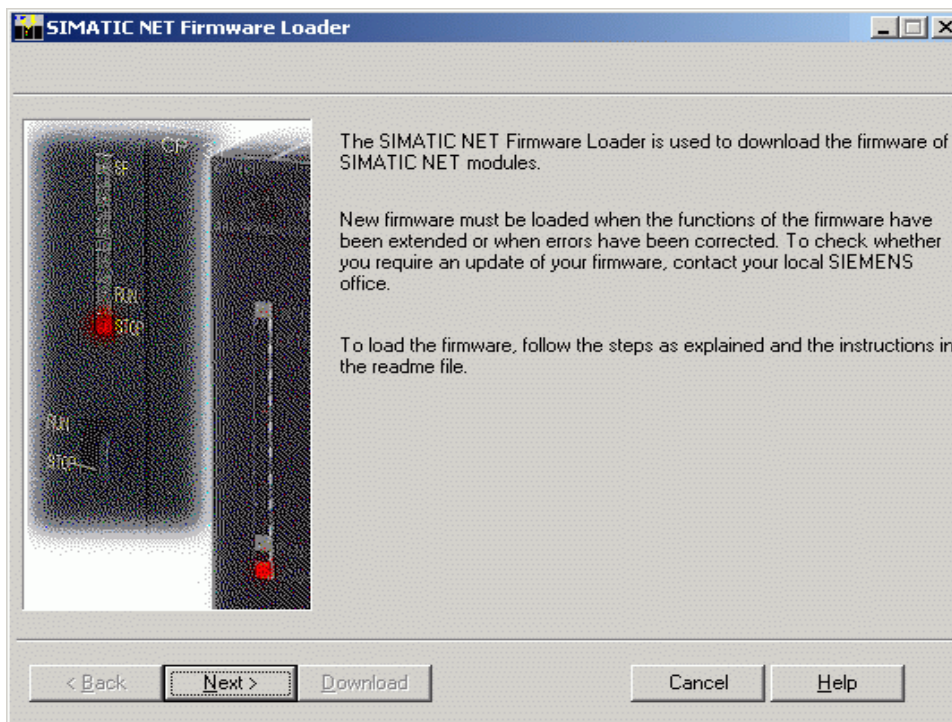 SIMATIC NET Firmware Loader
CP
SF
RUN
STOP
RUN
STOP
The SIMATIC NET Firmware Loader is used to download the firmware of
SIMATIC NET modules.
New firmware must be loaded when the functions of the firmware have
been extended or when errors have been corrected. To check whether
you require an update of your firmware, contact your local SIEMENS
office.
To load the firmware, follow the steps as explained and the instructions in
the readme file.
< Back
Next >
Download
Cancel
Help